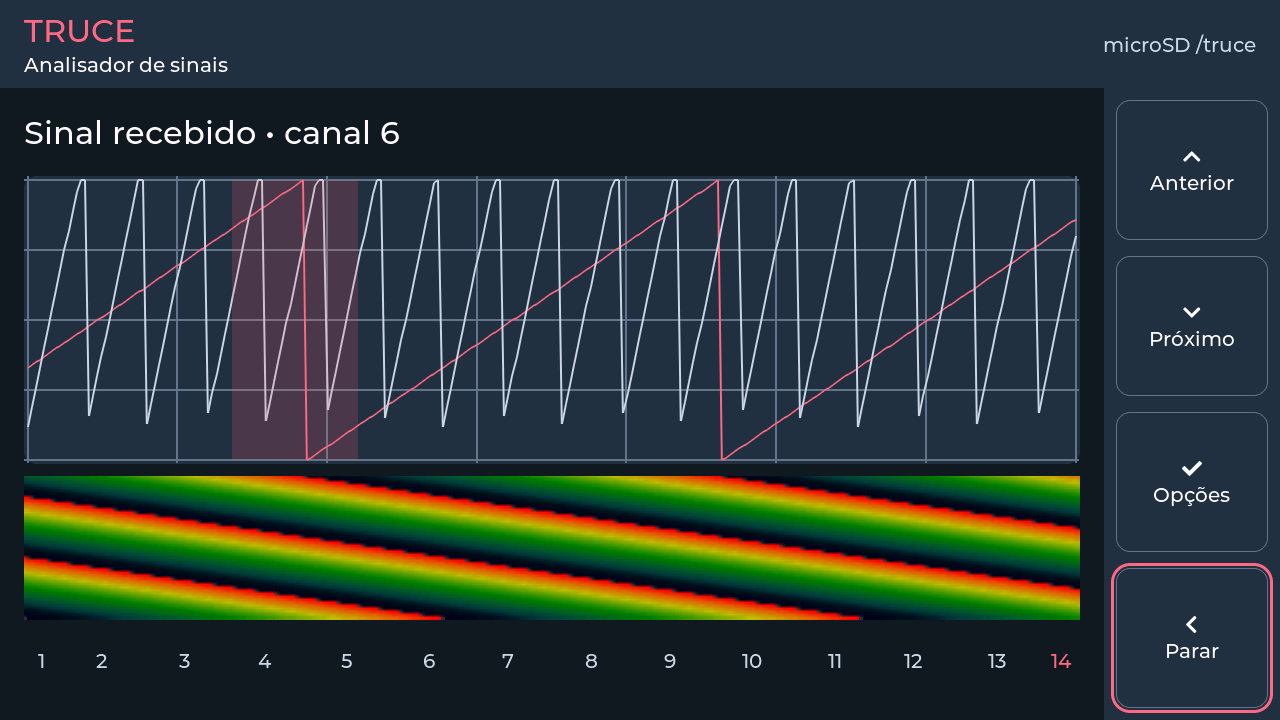 TRUCE
Analisador de sinais
microSD /truce
Sinal recebido • canal 6
Anterior
Próximo
Opções
Parar
1 2 3 4 5 6 7 8 9 10 11 12 13 14